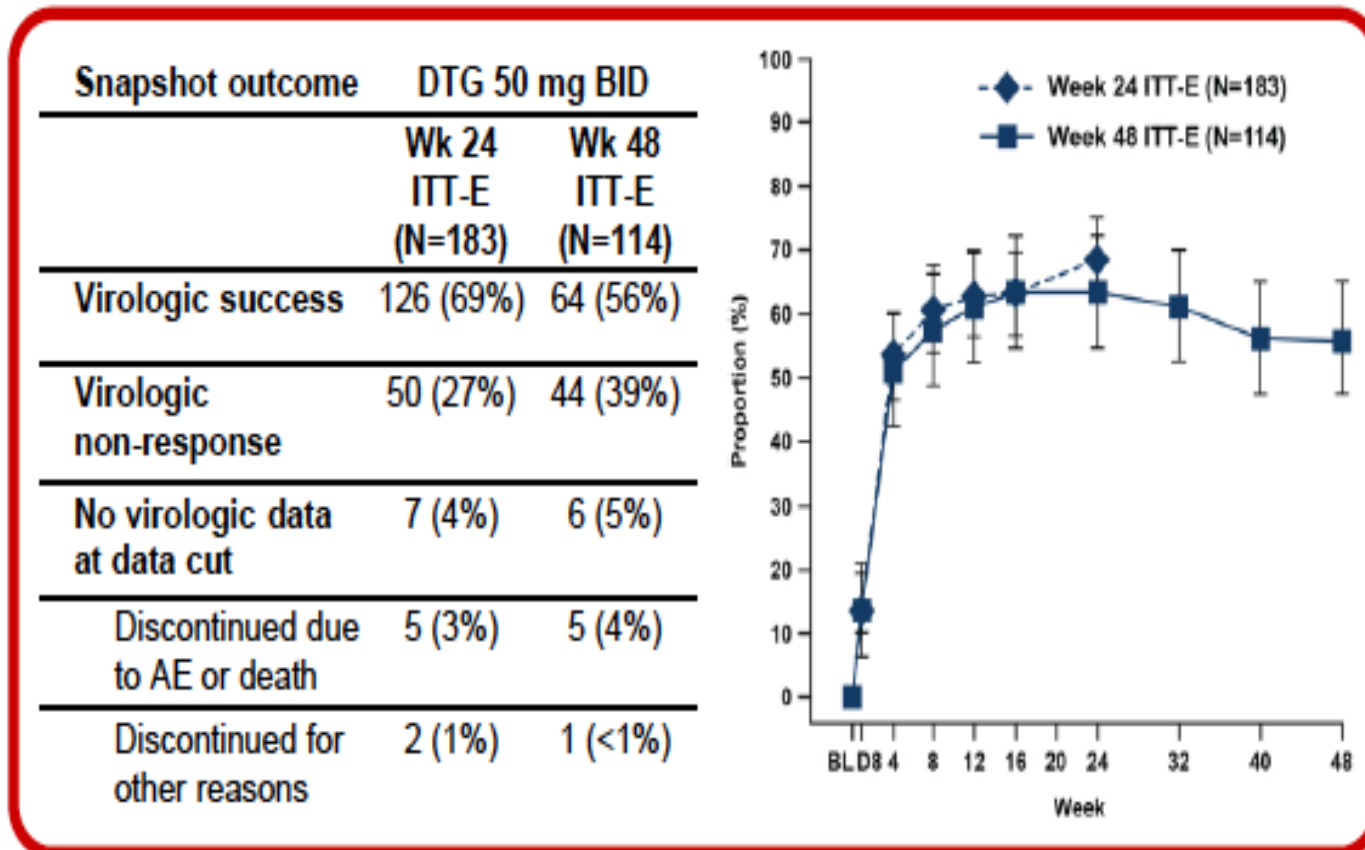 Snapshot outcome DTG 50 mg BID
Wk 24 Wk 48
ITT-E ITT-E
(N=183) (N=114)
Virologic success 126 (69%) 64 (56%)
Virologic 50 (27%) 44 (39%)
non-response
No virologic data 7 (4%) 6 (5%)
at data cut
Discontinued due 5 (3%) 5 (4%)
to AE or death
Discontinued for 2 (1%) 1 (<1%)
other reasons
Week 24 ITT-E (N=183)
Week 48 ITT-E (N=114)
Proportion (%)
100
90
80
70
60
50
40
30
20
10
0
BL D8 4 8 12 16 20 24 32 40 48
Week